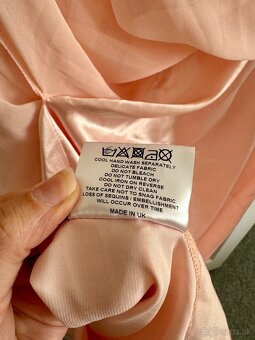 COOL HAND WASH SEPARATELY
DELICATE FABRIC
DO NOT BLEACH
DO NOT TUMBLE DRY
COOL IRON ON REVERSE
DO NOT DRY CLEAN
TAKE CARE NOT TO SNAG FABRIC
LOSS OF SEQUINS / EMBELLISHMENT
WILL OCCUR OVER TIME
MADE IN UK